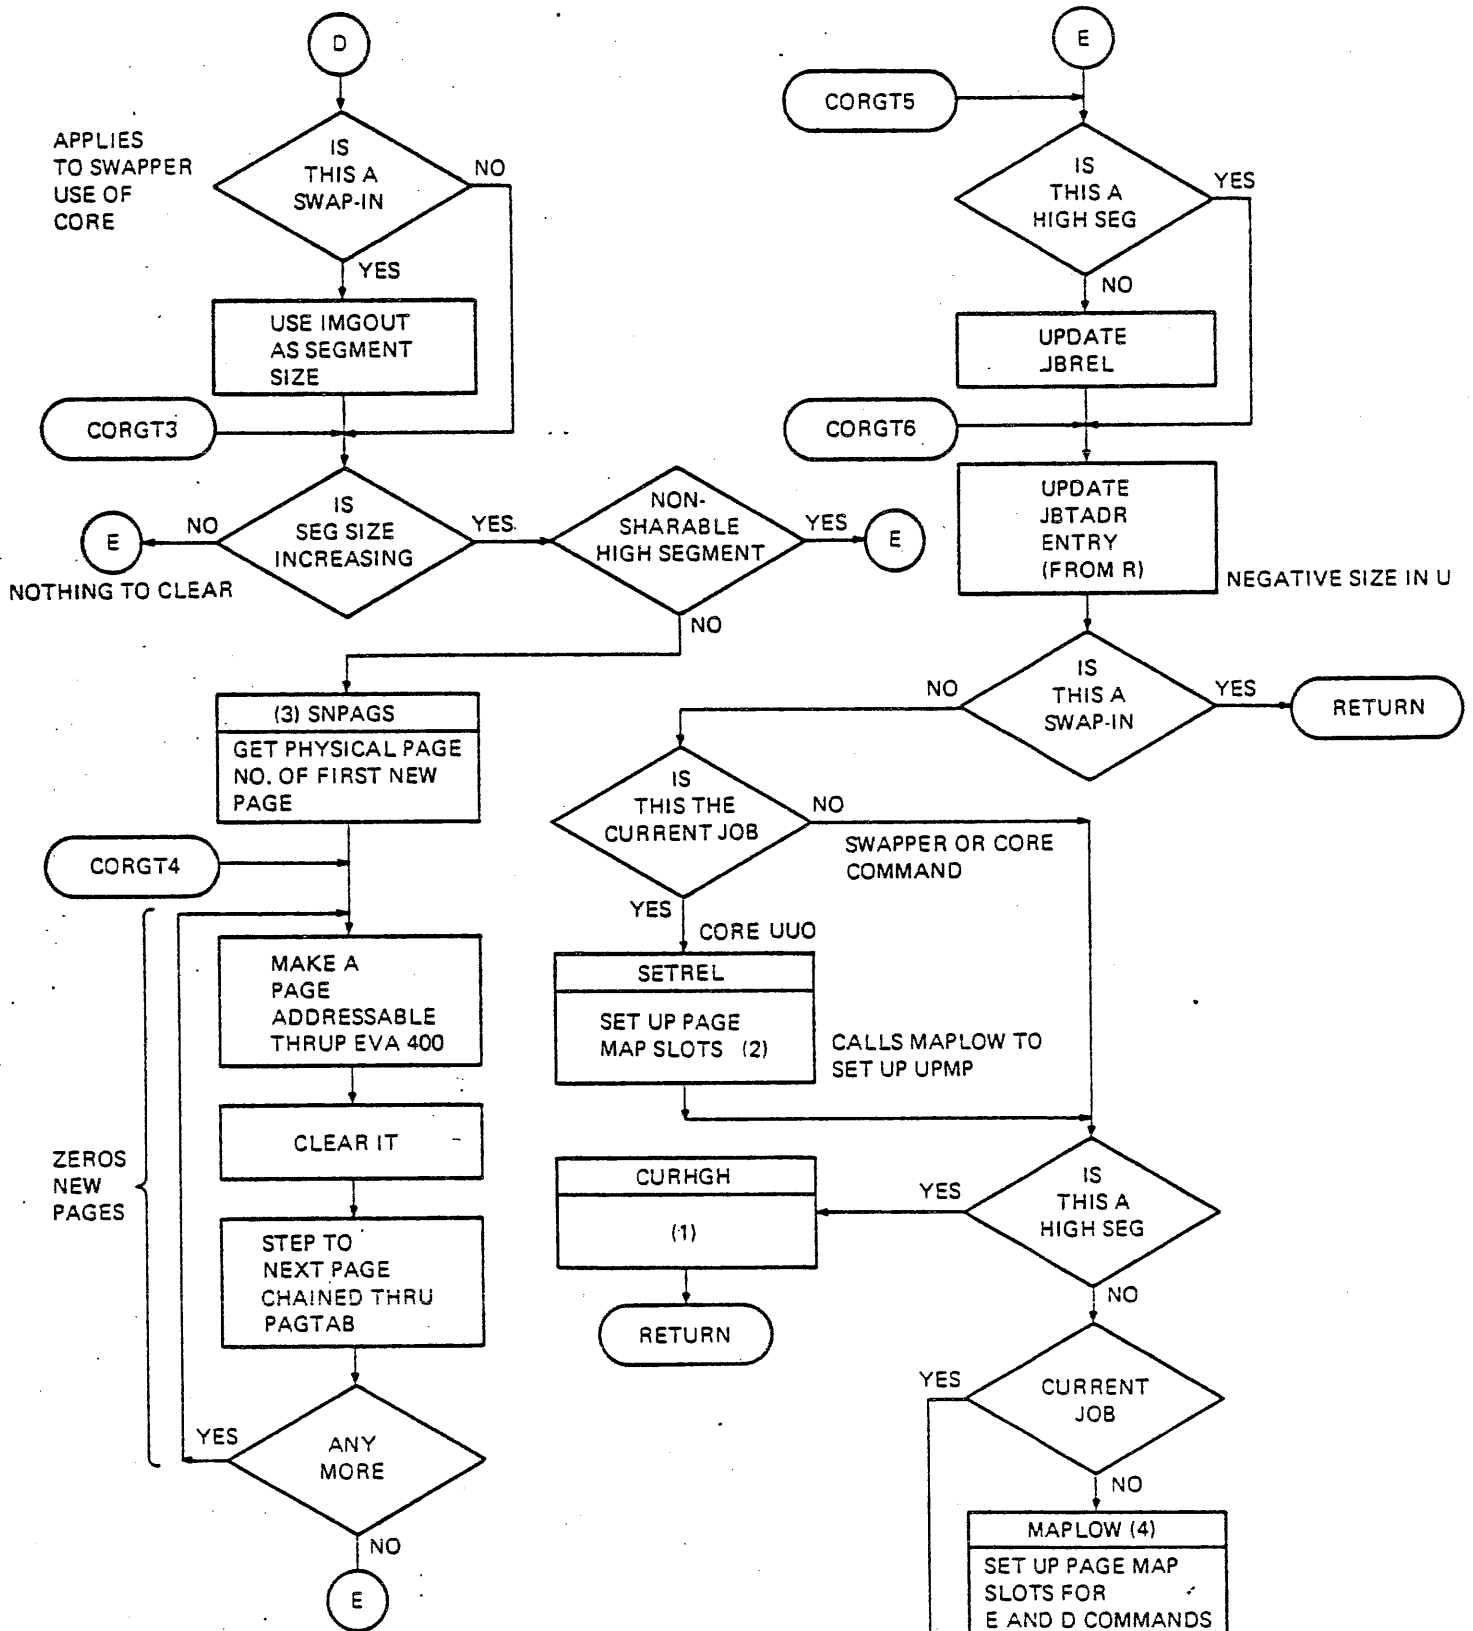 D
APPLIES
TO SWAPPER
USE OF
CORE
IS
THIS A
SWAP-IN
NO
YES
USE IMGOUT
AS SEGMENT
SIZE
CORGT3
IS
SEG SIZE
INCREASING
NO
E
NOTHING TO CLEAR
YES
NON-
SHARABLE
HIGH SEGMENT
YES
E
NO
(3) SNPAGS
GET PHYSICAL PAGE
NO. OF FIRST NEW
PAGE
CORGT4
MAKE A
PAGE
ADDRESSABLE
THRUP EVA 400
CLEAR IT
ZEROS
NEW
PAGES
STEP TO
NEXT PAGE
CHAINED THRU
PAGTAB
YES
ANY
MORE
NO
E
E
CORGT5
IS
THIS A
HIGH SEG
YES
NO
UPDATE
JBREL
CORGT6
UPDATE
JBTADR
ENTRY
(FROM R)
NEGATIVE SIZE IN U
IS
THIS A
SWAP-IN
NO
YES
RETURN
IS
THIS THE
CURRENT JOB
NO
SWAPPER OR CORE
COMMAND
YES
CORE UUO
SETREL
SET UP PAGE
MAP SLOTS (2)
CALLS MAPLOW TO
SET UP UPMP
IS
THIS A
HIGH SEG
YES
CURHGH
(1)
RETURN
NO
CURRENT
JOB
YES
NO
MAPLOW (4)
SET UP PAGE MAP
SLOTS FOR
E AND D COMMANDS